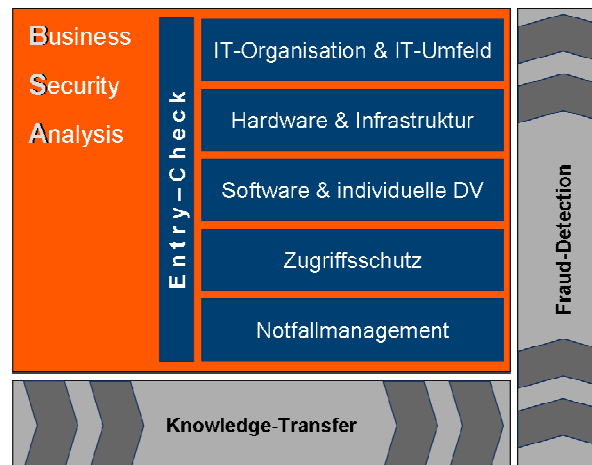 Business
Security
Analysis
Entry–Check
IT-Organisation & IT-Umfeld
Hardware & Infrastruktur
Software & individuelle DV
Zugriffsschutz
Notfallmanagement
Fraud-Detection
Knowledge-Transfer